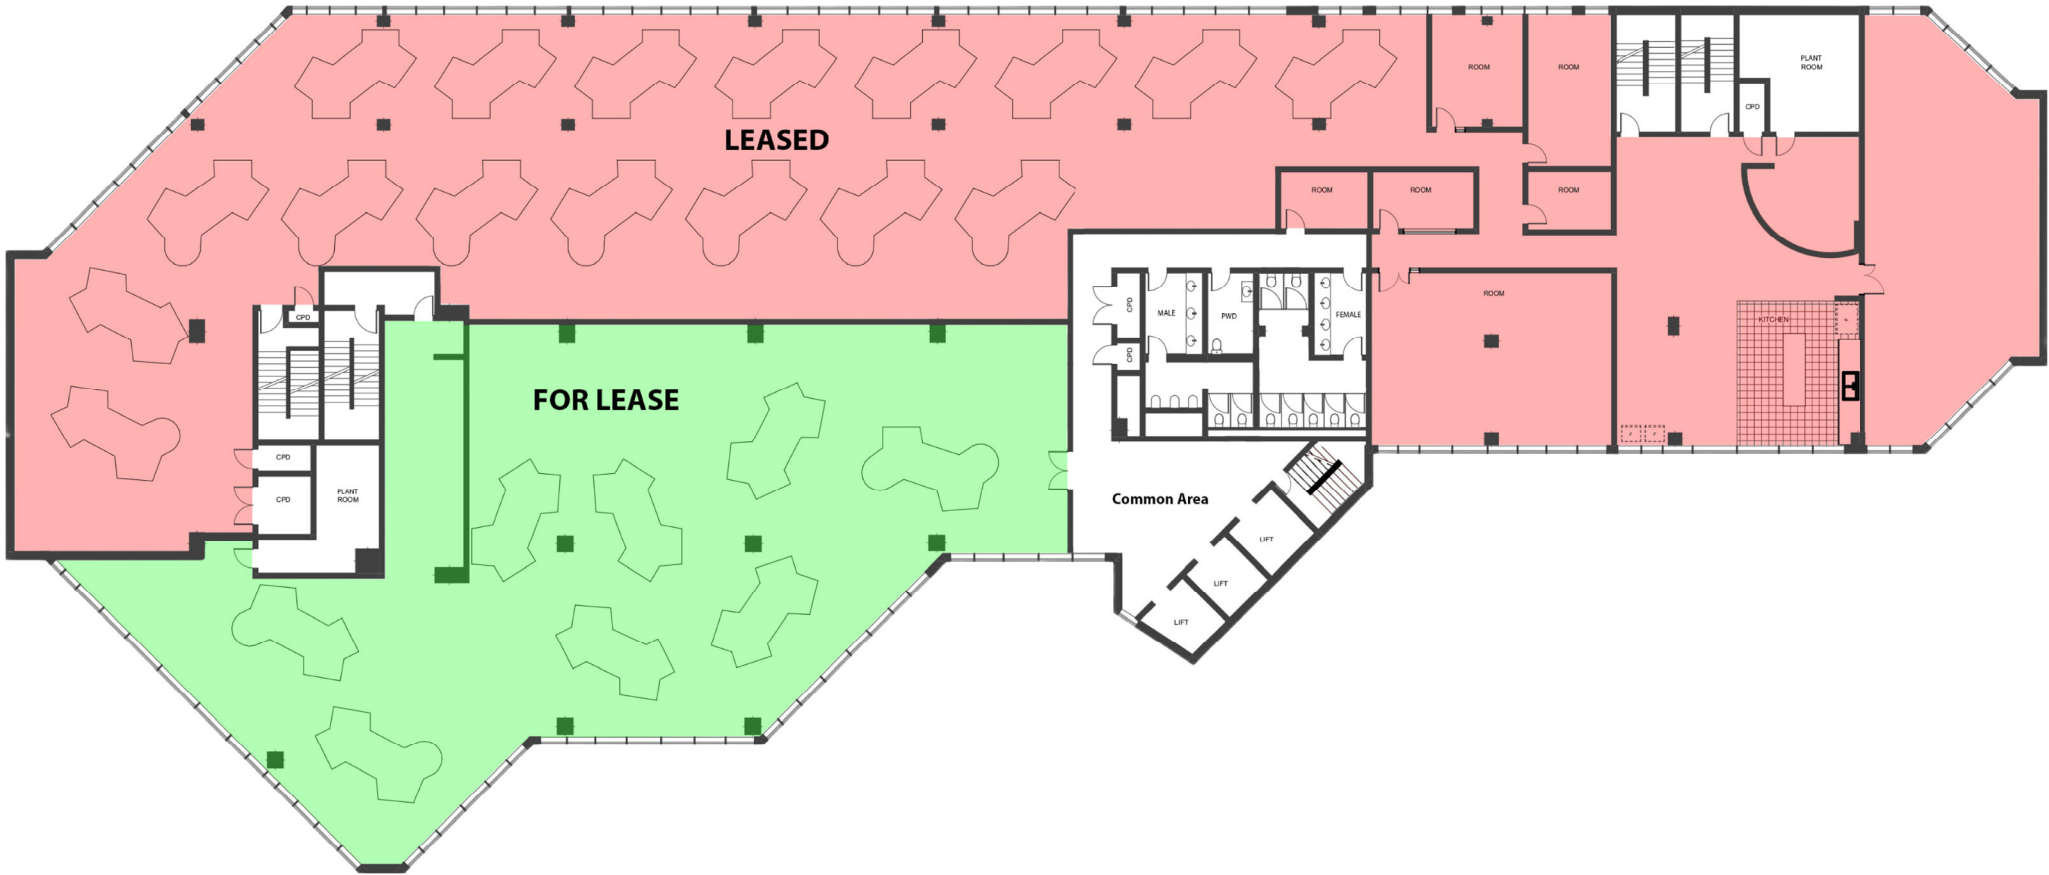 ROOM
ROOM
PLANT
ROOM
CPD
LEASED
ROOM
ROOM
ROOM
ROOM
CPD
CPD
MALE
PWD
FEMALE
KITCHEN
CPD
FOR LEASE
CPD
CPD
PLANT
ROOM
Common Area
LIFT
LIFT
LIFT